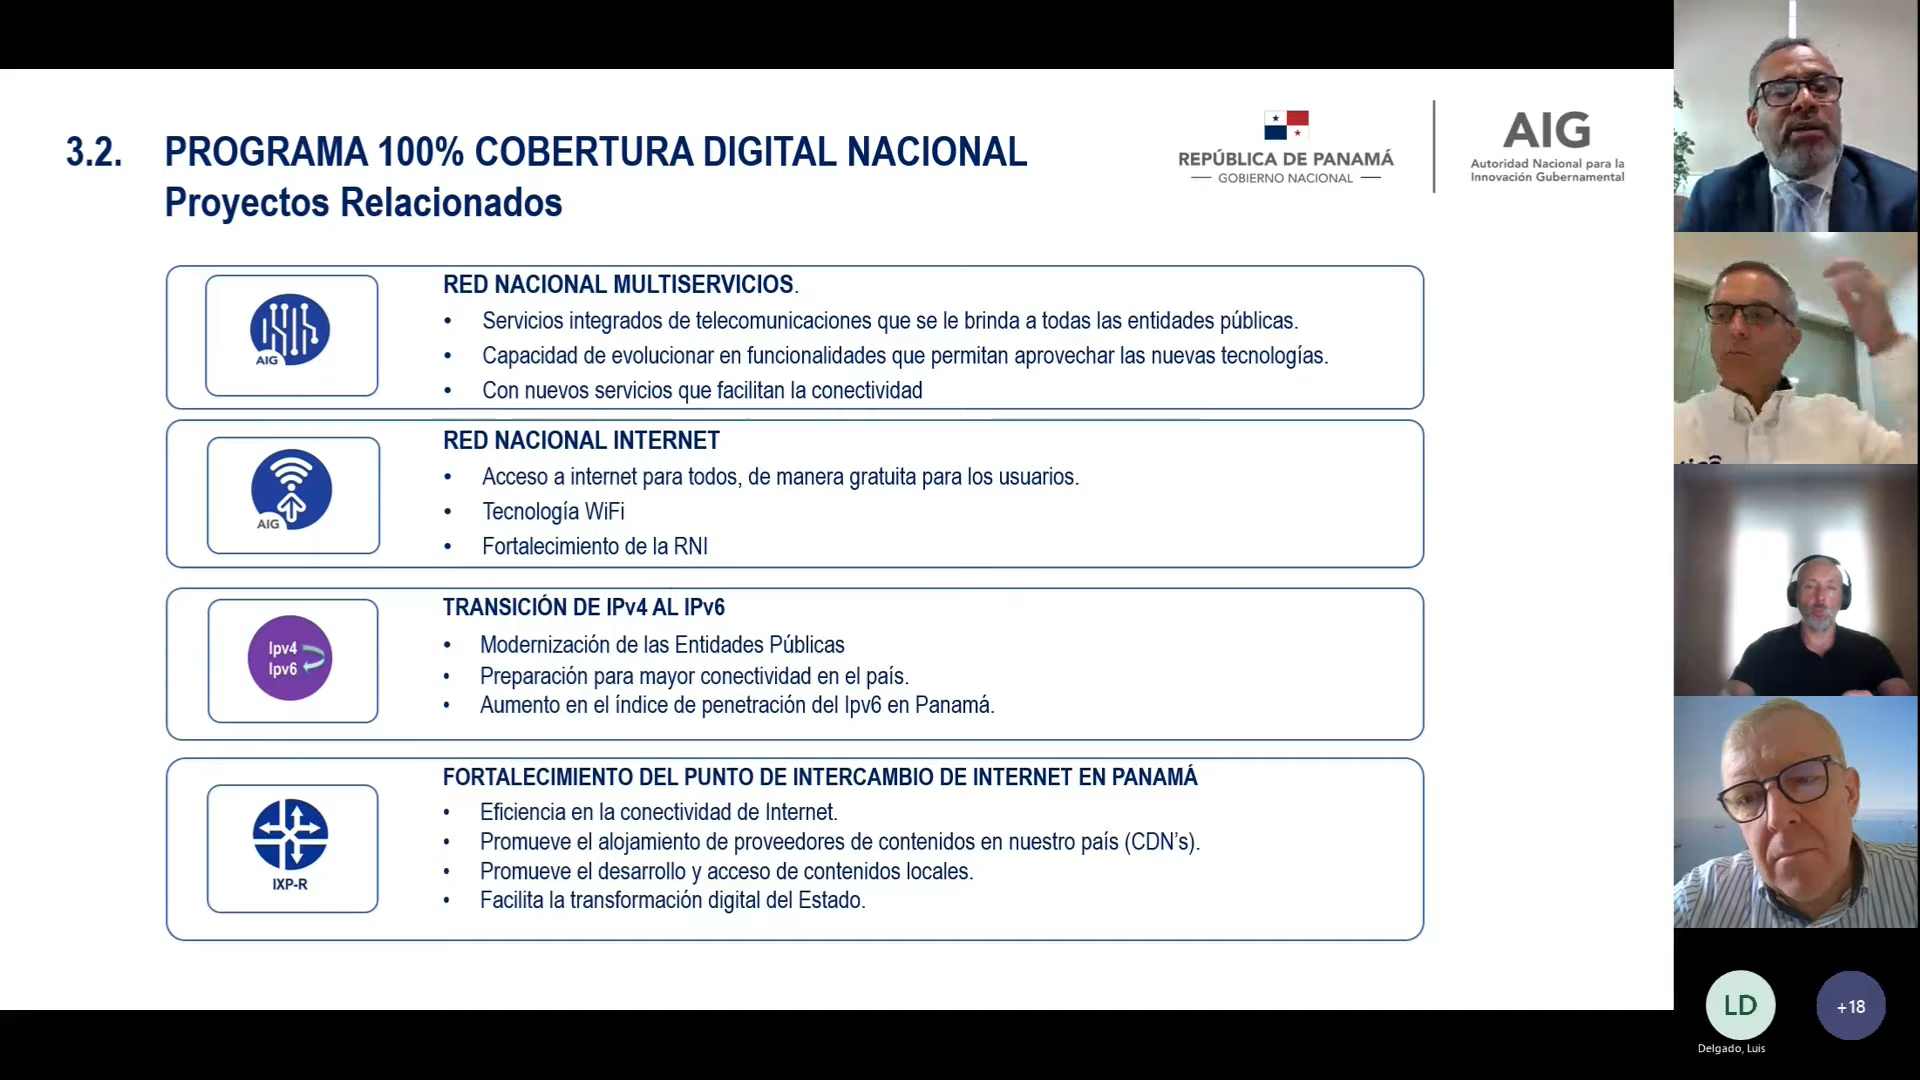 3.2. PROGRAMA 100% COBERTURA DIGITAL NACIONAL
Proyectos Relacionados
REPÚBLICA DE PANAMÁ
GOBIERNO NACIONAL
AIG
Autoridad Nacional para la
Innovación Gubernamental
AIG
RED NACIONAL MULTISERVICIOS.
• Servicios integrados de telecomunicaciones que se le brinda a todas las entidades públicas.
• Capacidad de evolucionar en funcionalidades que permitan aprovechar las nuevas tecnologías.
• Con nuevos servicios que facilitan la conectividad
AIG
RED NACIONAL INTERNET
• Acceso a internet para todos, de manera gratuita para los usuarios.
• Tecnología WiFi
• Fortalecimiento de la RNI
Ipv4
Ipv6
TRANSICIÓN DE IPv4 AL IPv6
• Modernización de las Entidades Públicas
• Preparación para mayor conectividad en el país.
• Aumento en el índice de penetración del Ipv6 en Panamá.
IXP-R
FORTALECIMIENTO DEL PUNTO DE INTERCAMBIO DE INTERNET EN PANAMÁ
• Eficiencia en la conectividad de Internet.
• Promueve el alojamiento de proveedores de contenidos en nuestro país (CDN’s).
• Promueve el desarrollo y acceso de contenidos locales.
• Facilita la transformación digital del Estado.
LD
Delgado, Luis
+18